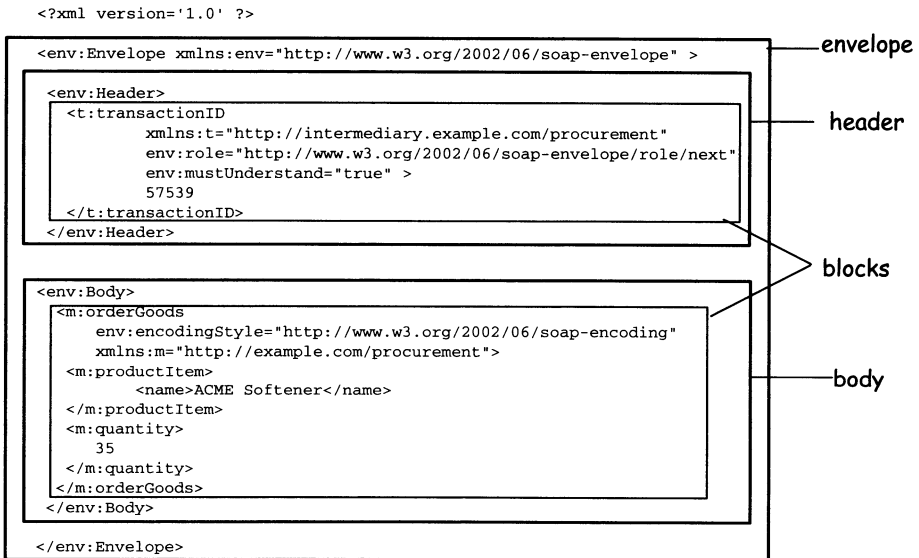 <?xml version='1.0' ?>
<env:Envelope xmlns:env="http://www.w3.org/2002/06/soap-envelope" >
envelope
<env:Header>
<t:transactionID
xmlns:t="http://intermediary.example.com/procurement"
env:role="http://www.w3.org/2002/06/soap-envelope/role/next"
env:mustUnderstand="true" >
57539
</t:transactionID>
</env:Header>
header
blocks
<env:Body>
<m:orderGoods
env:encodingStyle="http://www.w3.org/2002/06/soap-encoding"
xmlns:m="http://example.com/procurement">
<m:productItem>
<name>ACME Softener</name>
</m:productItem>
<m:quantity>
35
</m:quantity>
</m:orderGoods>
</env:Body>
body
</env:Envelope>